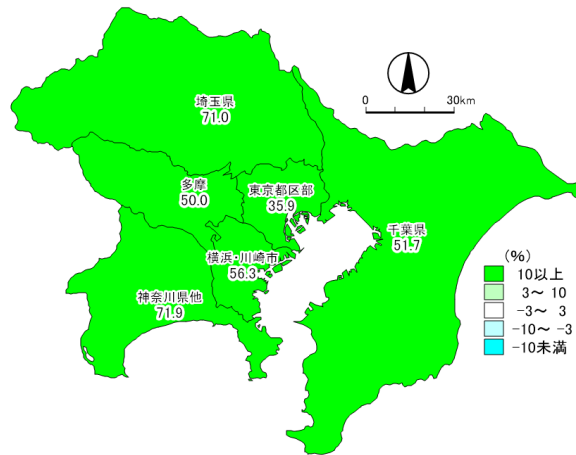 0 30km
埼玉県
71.0
多摩
50.0
東京都区部
35.9
千葉県
51.7
横浜・川崎市
56.3
神奈川県他
71.9
(%)
10以上
3～ 10
-3～ 3
-10～ -3
-10未満